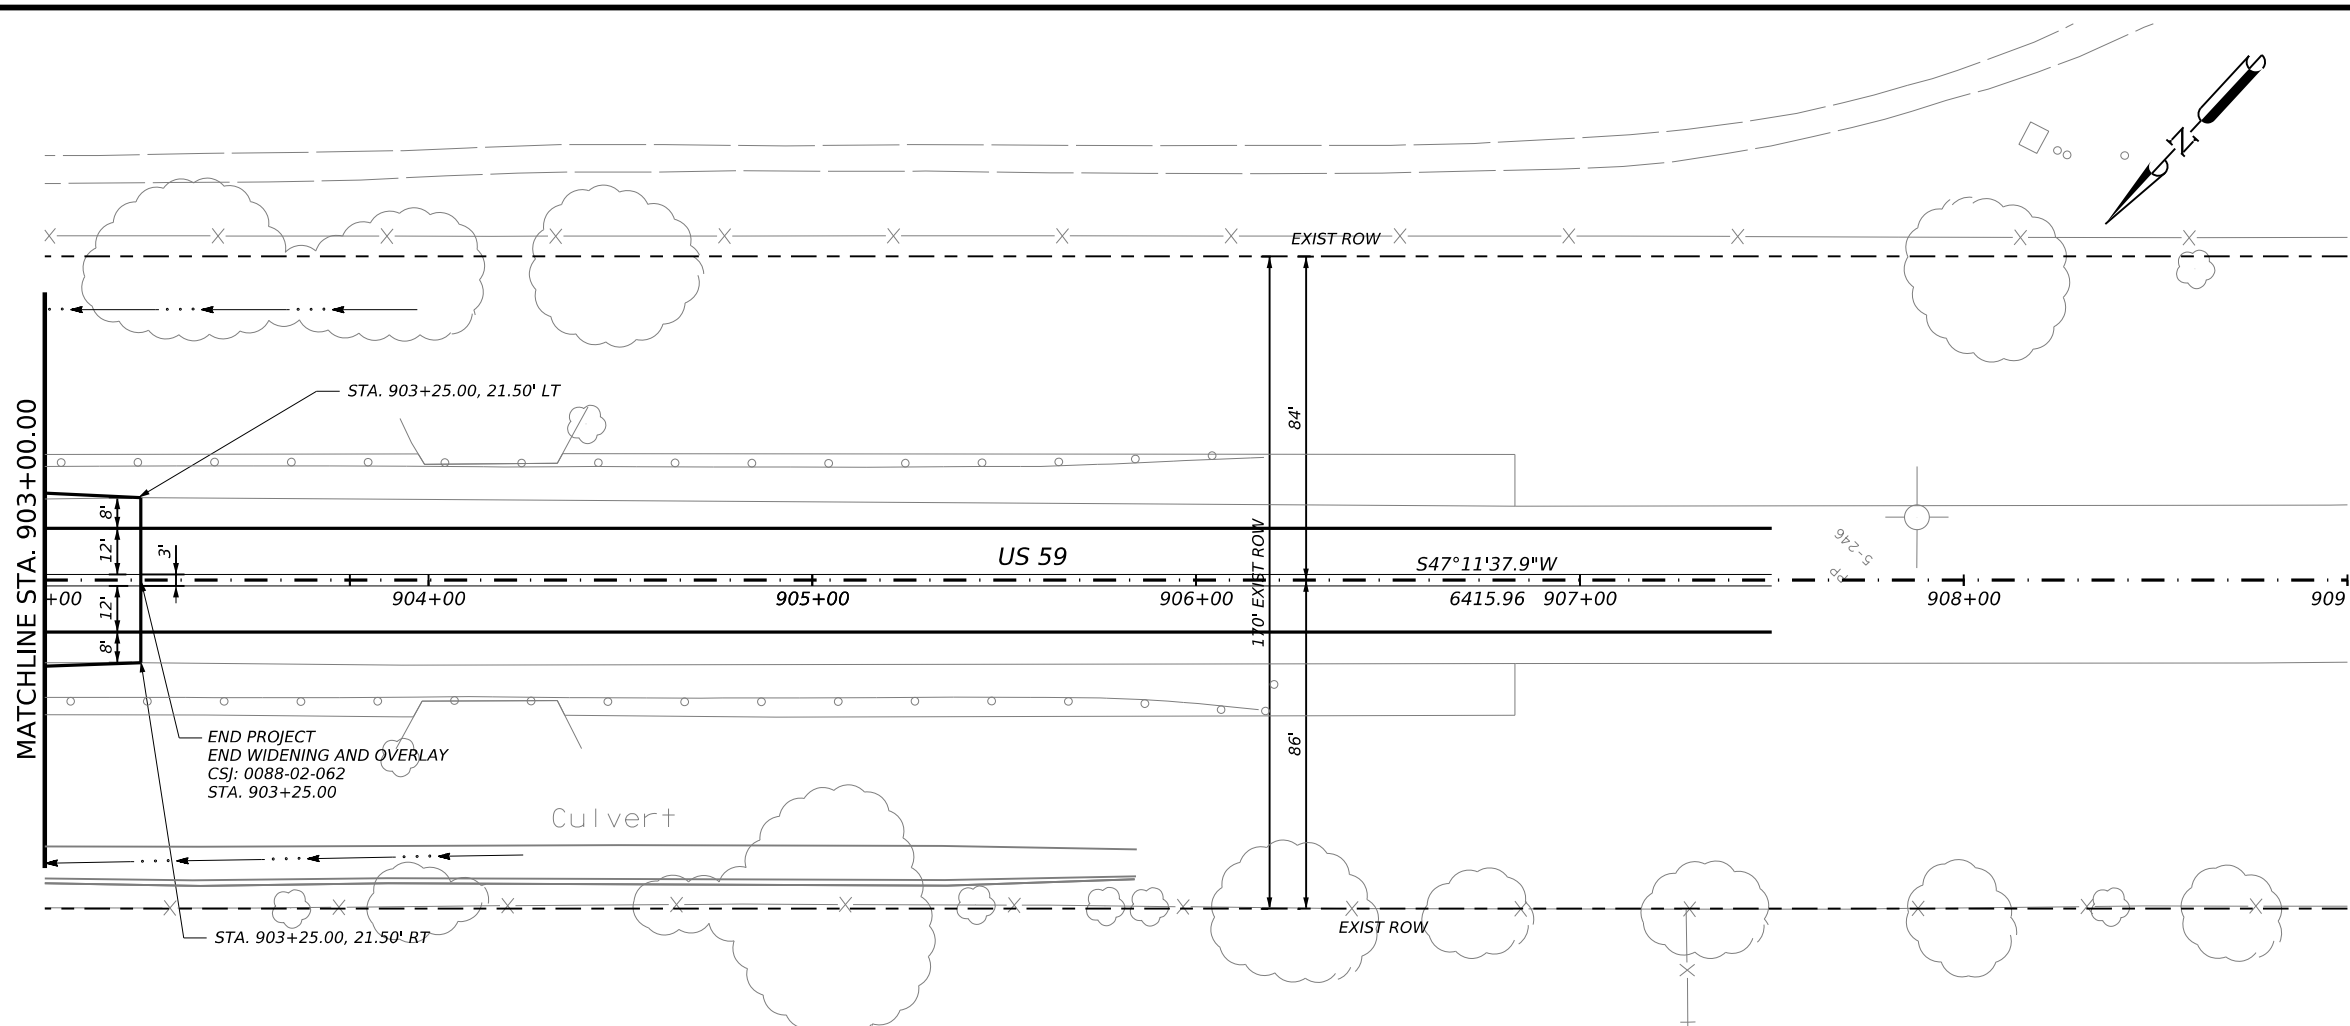 N
EXIST ROW
STA. 903+25.00, 21.50' LT
84'
MATCHLINE STA. 903+00.00
8'
12'
3'
US 59
S47°11'37.9"W
170' EXIST ROW
5-246
PP
+00
904+00
905+00
906+00
6415.96
907+00
908+00
909
12'
8'
86'
END PROJECT
END WIDENING AND OVERLAY
CSJ: 0088-02-062
STA. 903+25.00
Culvert
STA. 903+25.00, 21.50' RT
EXIST ROW